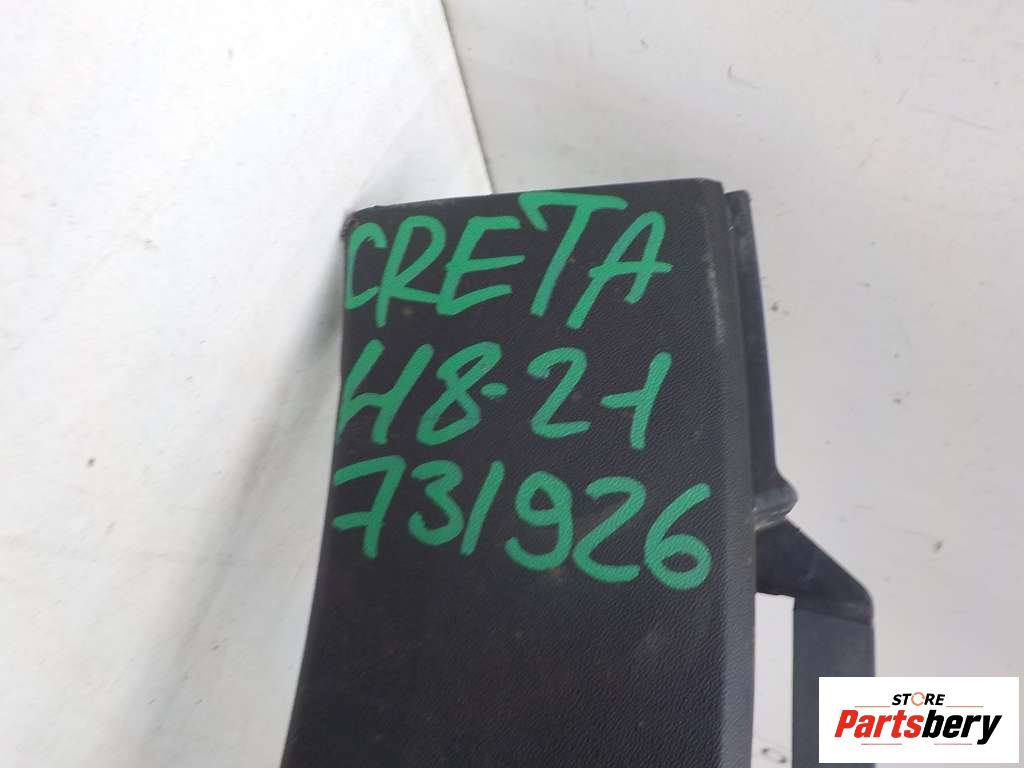 CRETA
H8-21
731926
STORE
Partsbery